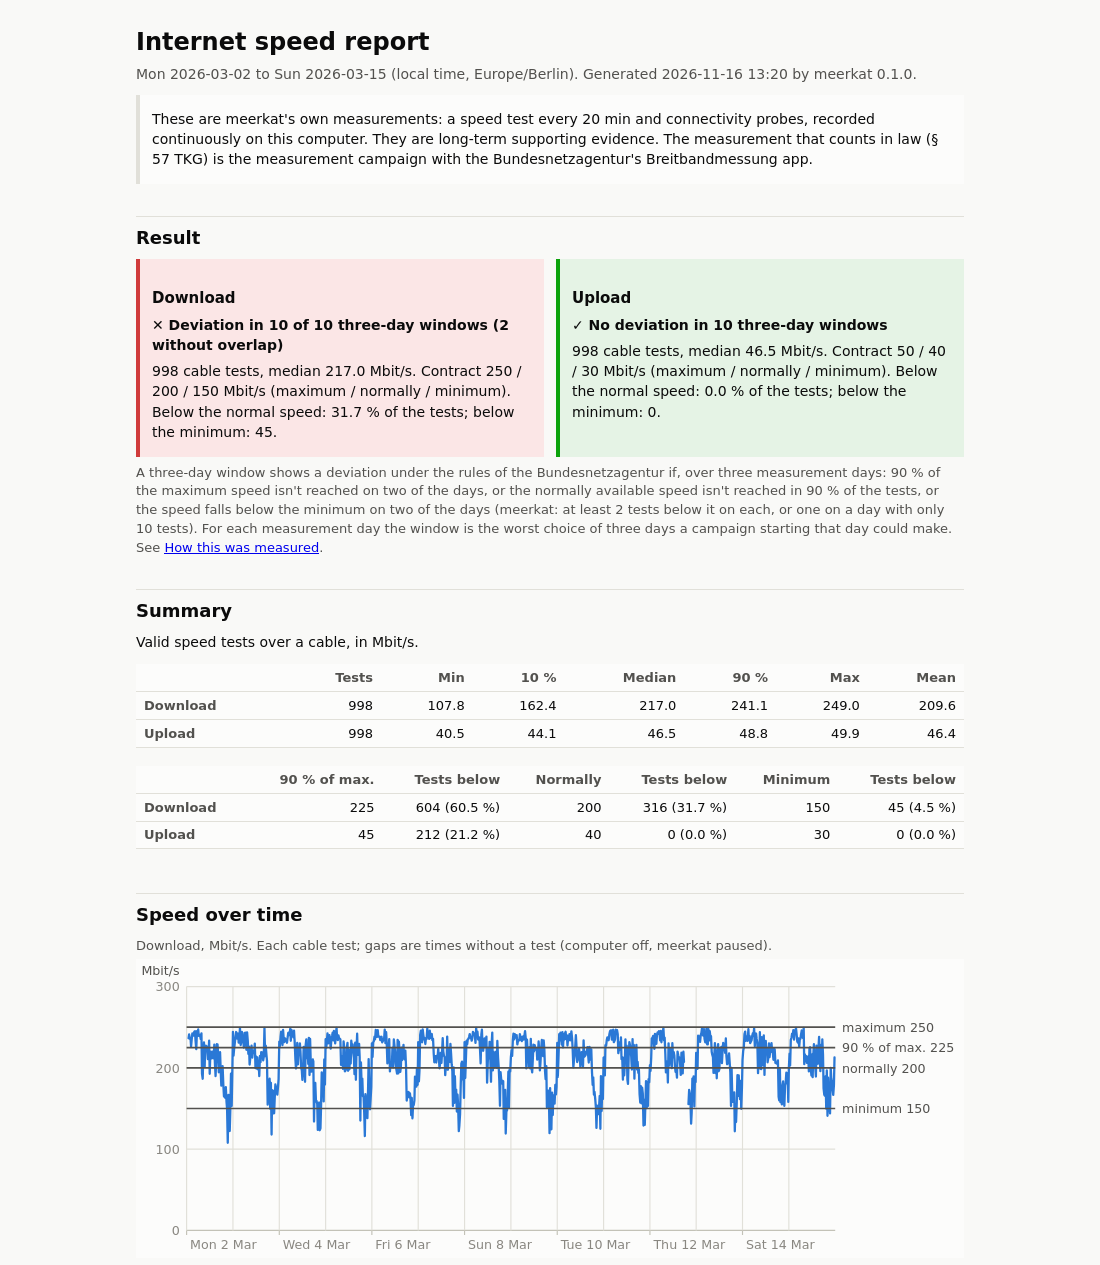 Internet speed report
Mon 2026-03-02 to Sun 2026-03-15 (local time, Europe/Berlin). Generated 2026-11-16 13:20 by meerkat 0.1.0.
These are meerkat's own measurements: a speed test every 20 min and connectivity probes, recorded
continuously on this computer. They are long-term supporting evidence. The measurement that counts in law (§
57 TKG) is the measurement campaign with the Bundesnetzagentur's Breitbandmessung app.
Result
Download
✕ Deviation in 10 of 10 three-day windows (2
without overlap)
998 cable tests, median 217.0 Mbit/s. Contract 250 /
200 / 150 Mbit/s (maximum / normally / minimum).
Below the normal speed: 31.7 % of the tests; below
the minimum: 45.
Upload
✓ No deviation in 10 three-day windows
998 cable tests, median 46.5 Mbit/s. Contract 50 / 40
/ 30 Mbit/s (maximum / normally / minimum). Below
the normal speed: 0.0 % of the tests; below the
minimum: 0.
A three-day window shows a deviation under the rules of the Bundesnetzagentur if, over three measurement days: 90 % of
the maximum speed isn't reached on two of the days, or the normally available speed isn't reached in 90 % of the tests, or
the speed falls below the minimum on two of the days (meerkat: at least 2 tests below it on each, or one on a day with only
10 tests). For each measurement day the window is the worst choice of three days a campaign starting that day could make.
See How this was measured.
Summary
Valid speed tests over a cable, in Mbit/s.
Tests Min 10 % Median 90 % Max Mean
Download 998 107.8 162.4 217.0 241.1 249.0 209.6
Upload 998 40.5 44.1 46.5 48.8 49.9 46.4
90 % of max. Tests below Normally Tests below Minimum Tests below
Download 225 604 (60.5 %) 200 316 (31.7 %) 150 45 (4.5 %)
Upload 45 212 (21.2 %) 40 0 (0.0 %) 30 0 (0.0 %)
Speed over time
Download, Mbit/s. Each cable test; gaps are times without a test (computer off, meerkat paused).
Mbit/s
300
maximum 250
90 % of max. 225
200
normally 200
minimum 150
100
0
Mon 2 Mar Wed 4 Mar Fri 6 Mar Sun 8 Mar Tue 10 Mar Thu 12 Mar Sat 14 Mar